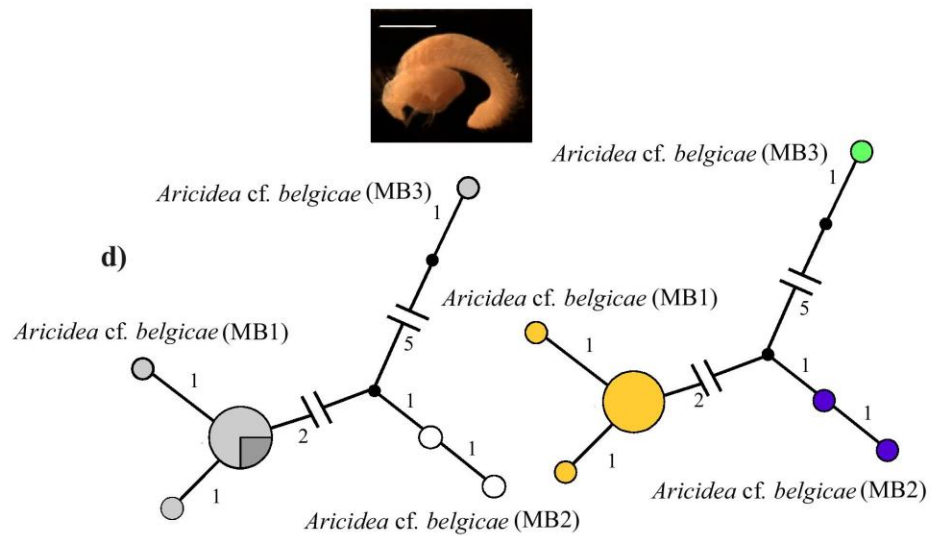 Aricidea cf. belgicae (MB3)
1
Aricidea cf. belgicae (MB3)
1
d)
Aricidea cf. belgicae (MB1)
5
Aricidea cf. belgicae (MB1)
5
1
1
1
1
2
2
1
1
1
1
Aricidea cf. belgicae (MB2)
Aricidea cf. belgicae (MB2)